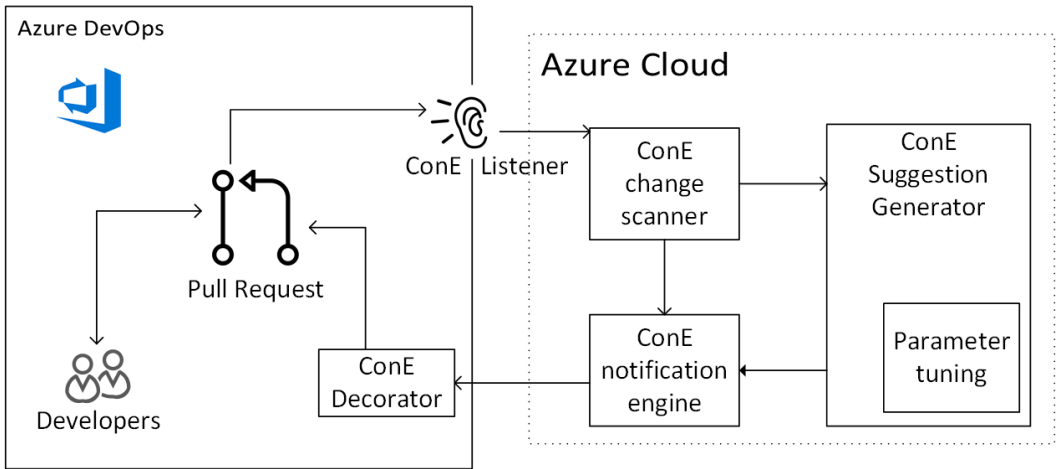 Azure DevOps
Azure Cloud
ConE Listener
ConE
change
scanner
ConE
Suggestion
Generator
Pull Request
ConE
Decorator
ConE
notification
engine
Parameter
tuning
Developers